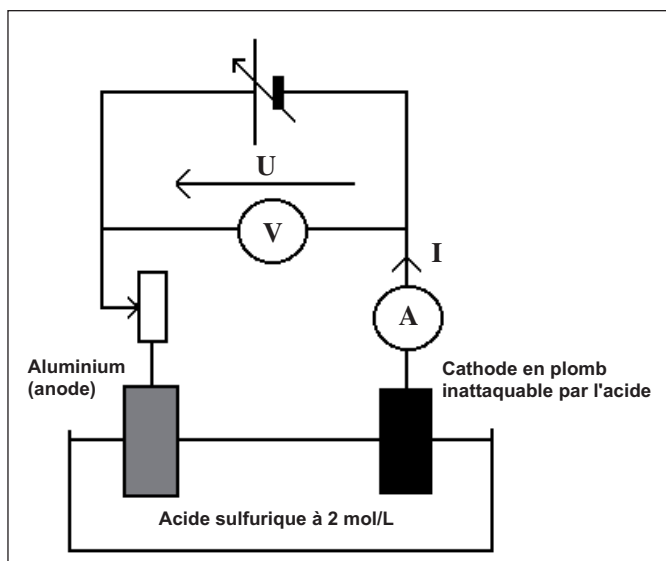 U
V
I
A
Aluminium
(anode)
Cathode en plomb
inattaquable par l'acide
Acide sulfurique à 2 mol/L